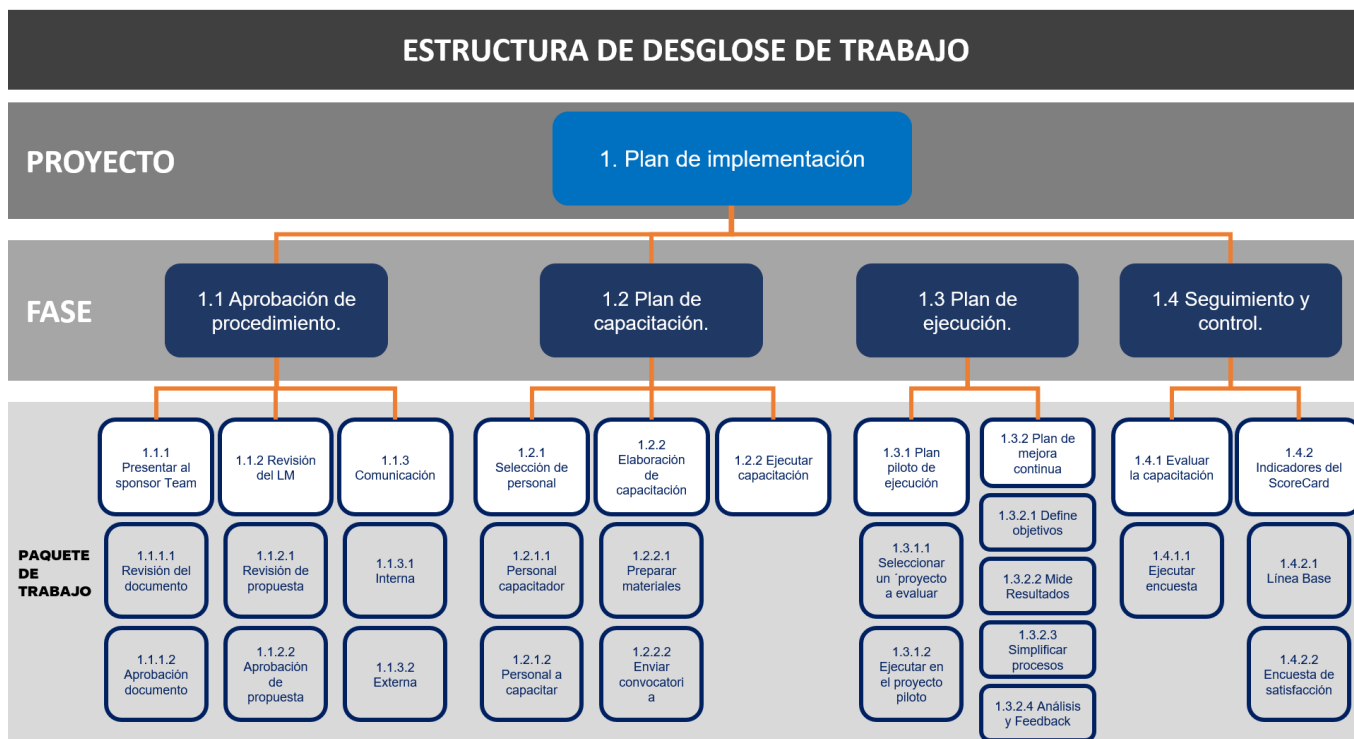 ESTRUCTURA DE DESGLOSE DE TRABAJO
PROYECTO
1. Plan de implementación
FASE
1.1 Aprobación de
procedimiento.
1.2 Plan de
capacitación.
1.3 Plan de
ejecución.
1.4 Seguimiento y
control.
PAQUETE
DE
TRABAJO
1.1.1
Presentar al
sponsor Team
1.1.2 Revisión
del LM
1.1.3
Comunicación
1.2.1
Selección de
personal
1.2.2
Elaboración
de
capacitación
1.2.2 Ejecutar
capacitación
1.3.1 Plan
piloto de
ejecución
1.3.2 Plan de
mejora
continua
1.4.1 Evaluar
la capacitación
1.4.2
Indicadores del
ScoreCard
1.1.1.1
Revisión del
documento
1.1.2.1
Revisión de
propuesta
1.1.3.1
Interna
1.2.1.1
Personal
capacitador
1.2.2.1
Preparar
materiales
1.3.1.1
Seleccionar
un ´proyecto
a evaluar
1.3.2.1 Define
objetivos
1.3.2.2 Mide
Resultados
1.4.1.1
Ejecutar
encuesta
1.4.2.1
Línea Base
1.1.1.2
Aprobación
documento
1.1.2.2
Aprobación
de
propuesta
1.1.3.2
Externa
1.2.1.2
Personal a
capacitar
1.2.2.2
Enviar
convocatori
a
1.3.1.2
Ejecutar en
el proyecto
piloto
1.3.2.3
Simplificar
procesos
1.3.2.4 Análisis
y Feedback
1.4.2.2
Encuesta de
satisfacción